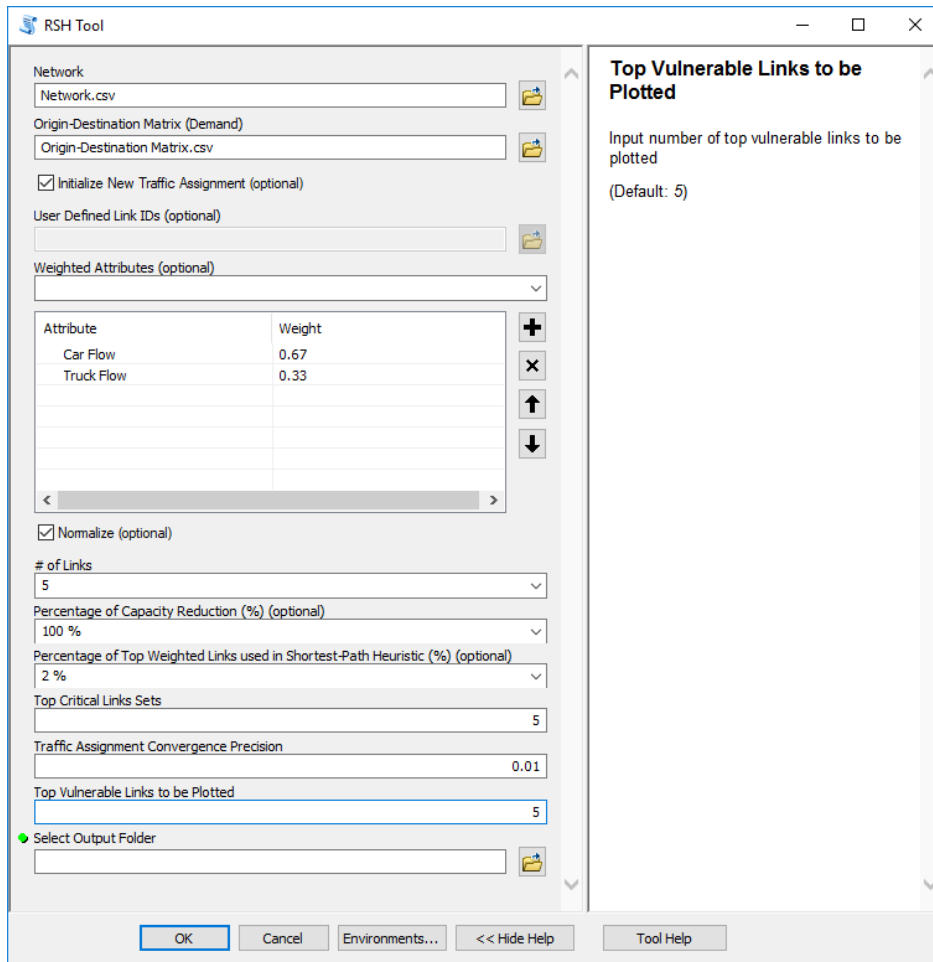 RSH Tool
Network
Network.csv
Origin-Destination Matrix (Demand)
Origin-Destination Matrix.csv
Initialize New Traffic Assignment (optional)
User Defined Link IDs (optional)
Weighted Attributes (optional)
Attribute Weight
Car Flow 0.67
Truck Flow 0.33
Normalize (optional)
# of Links
5
Percentage of Capacity Reduction (%) (optional)
100 %
Percentage of Top Weighted Links used in Shortest-Path Heuristic (%) (optional)
2 %
Top Critical Links Sets
5
Traffic Assignment Convergence Precision
0.01
Top Vulnerable Links to be Plotted
5
Select Output Folder
Top Vulnerable Links to be
Plotted
Input number of top vulnerable links to be
plotted
(Default: 5)
OK Cancel Environments... << Hide Help Tool Help